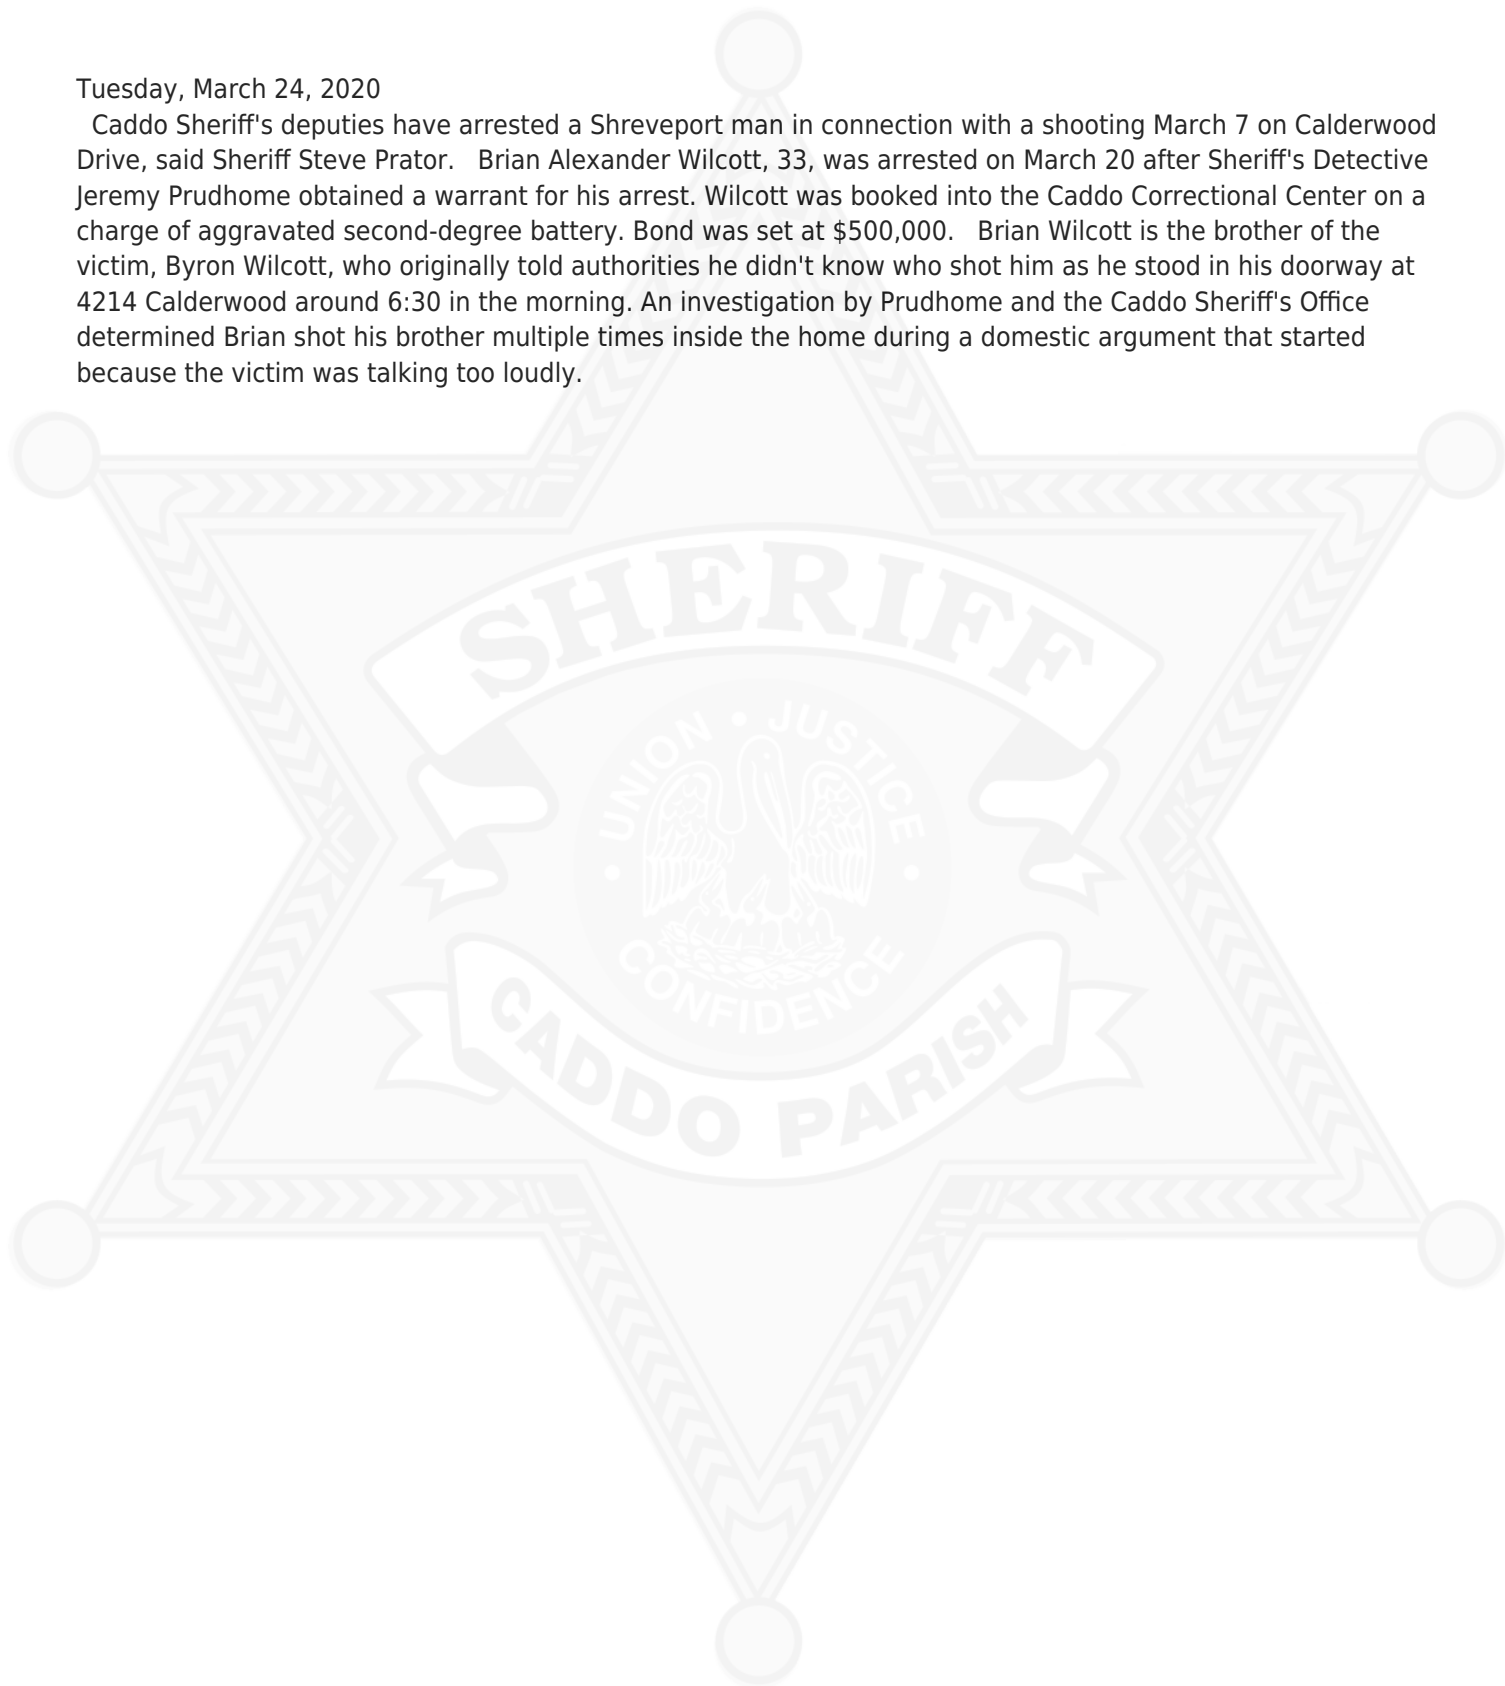 Tuesday, March 24, 2020
Caddo Sheriff's deputies have arrested a Shreveport man in connection with a shooting March 7 on Calderwood
Drive, said Sheriff Steve Prator.   Brian Alexander Wilcott, 33, was arrested on March 20 after Sheriff's Detective
Jeremy Prudhome obtained a warrant for his arrest. Wilcott was booked into the Caddo Correctional Center on a
charge of aggravated second-degree battery. Bond was set at $500,000.   Brian Wilcott is the brother of the
victim, Byron Wilcott, who originally told authorities he didn't know who shot him as he stood in his doorway at
4214 Calderwood around 6:30 in the morning. An investigation by Prudhome and the Caddo Sheriff's Office
determined Brian shot his brother multiple times inside the home during a domestic argument that started
because the victim was talking too loudly.
SHERIFF
UNION • JUSTICE
• CONFIDENCE •
CADDO PARISH